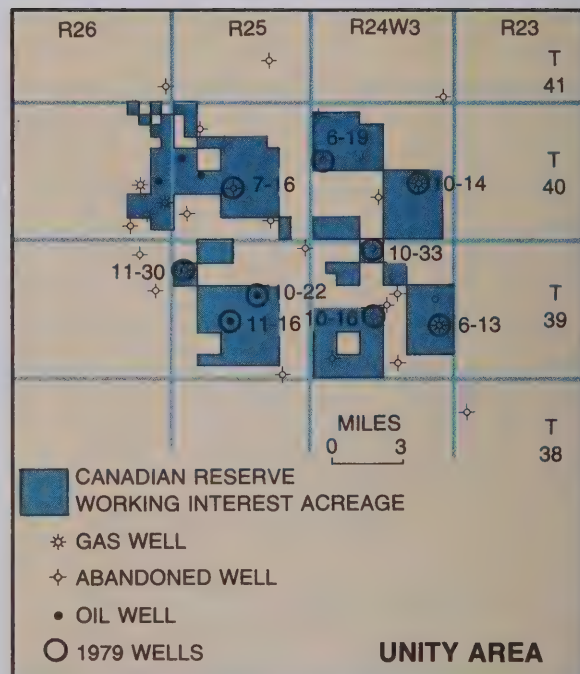 R26 R25 R24W3 R23
T
41
6-19
7-16 10-14
T
40
10-33
11-30
10-22
11-16 10-16 6-13
T
39
MILES
0 3
T
38
CANADIAN RESERVE
WORKING INTEREST ACREAGE
GAS WELL
ABANDONED WELL
OIL WELL
1979 WELLS
UNITY AREA